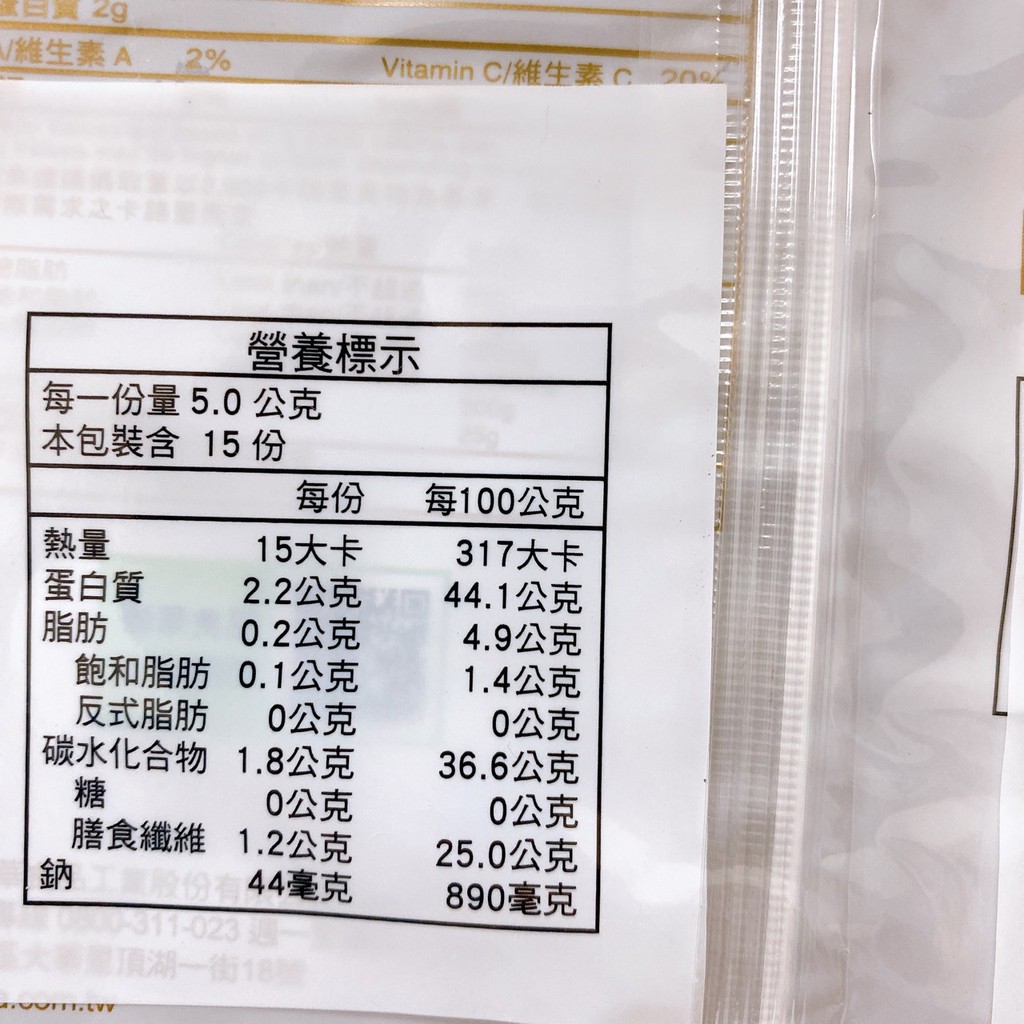 蛋白質 2g
A/維生素 A 2% Vitamin C/維生素 C 20%
營養標示
每一份量 5.0 公克
本包裝含 15 份
每份 每100公克
熱量 15大卡 317大卡
蛋白質 2.2公克 44.1公克
脂肪 0.2公克 4.9公克
飽和脂肪 0.1公克 1.4公克
反式脂肪 0公克 0公克
碳水化合物 1.8公克 36.6公克
糖 0公克 0公克
膳食纖維 1.2公克 25.0公克
鈉 44毫克 890毫克
品工業股份有限
0800-311-023 週一
頂湖一街18號
.com.tw